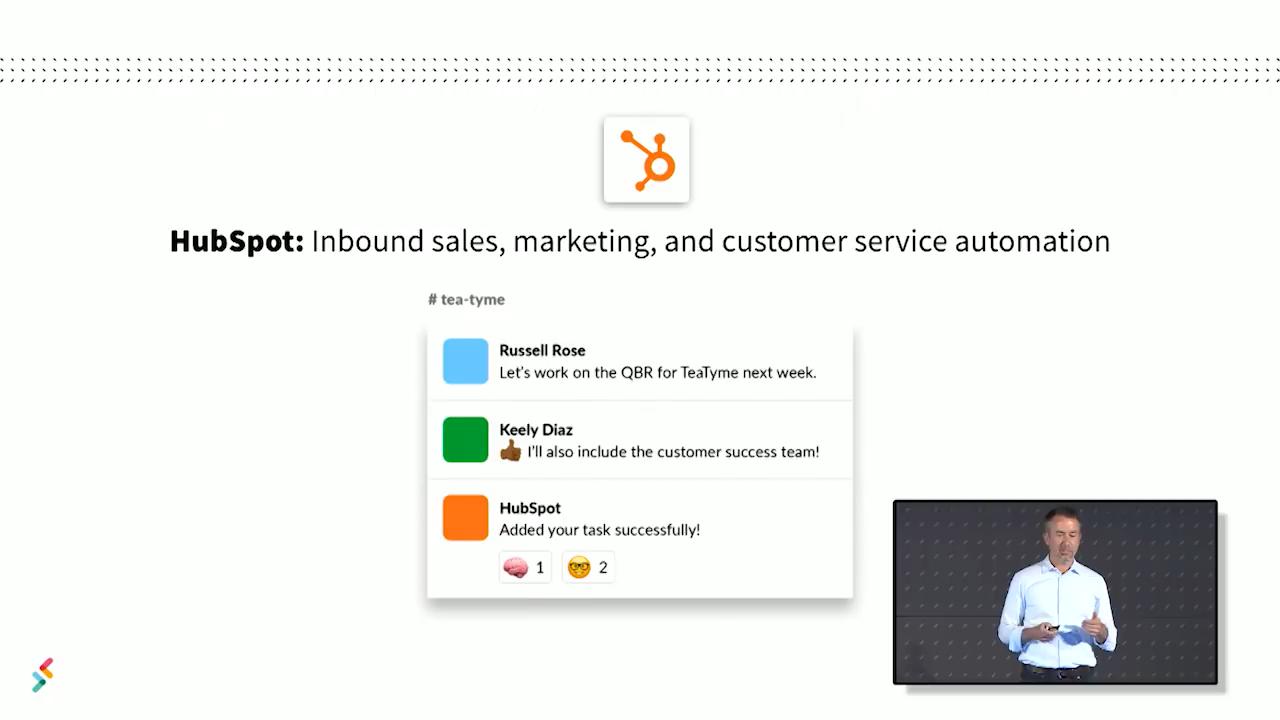 HubSpot: Inbound sales, marketing, and customer service automation
# tea-tyme
Russell Rose
Let's work on the QBR for TeaTyme next week.
Keely Diaz
👍🏾 I'll also include the customer success team!
HubSpot
Added your task successfully!
🧠 1 🤓 2